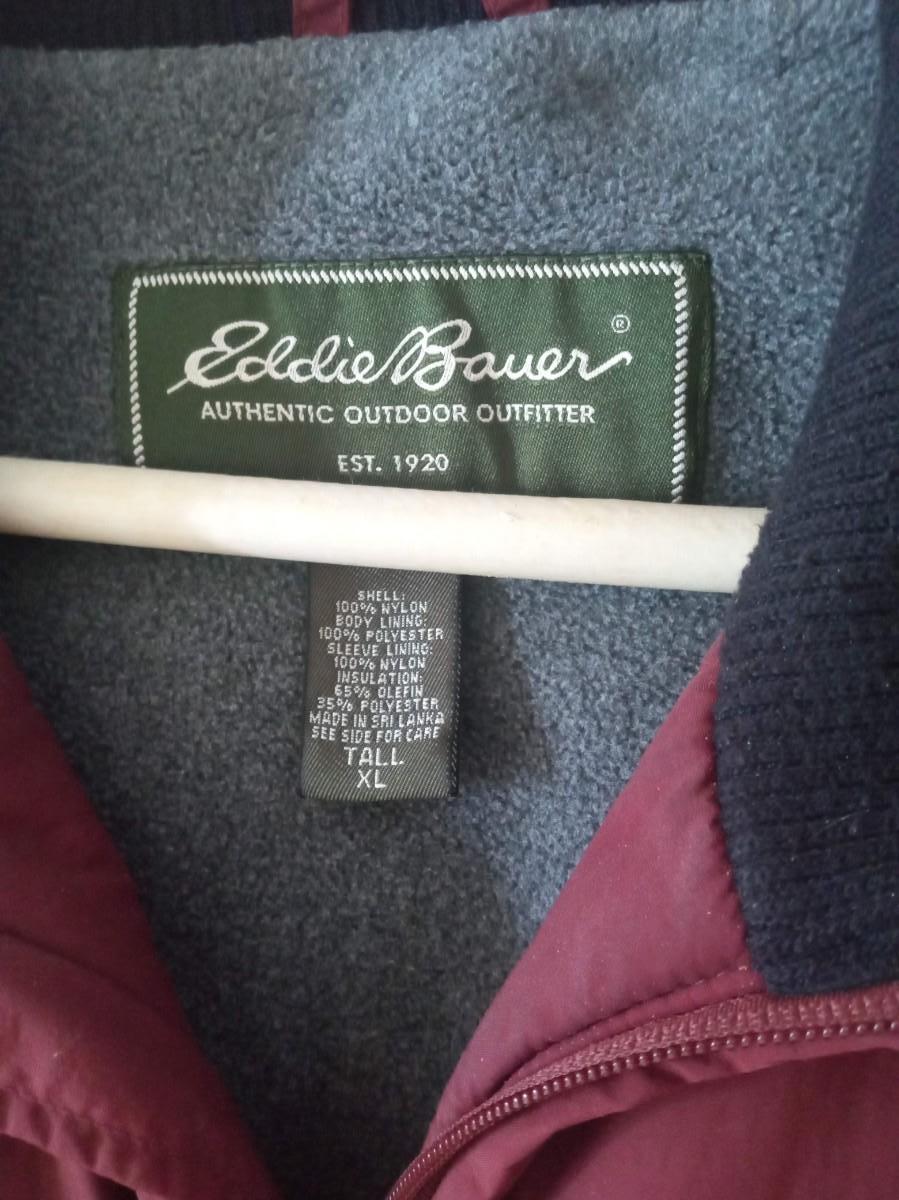 Eddie Bauer ®
AUTHENTIC OUTDOOR OUTFITTER
EST. 1920
SHELL:
100% NYLON
BODY LINING:
100% POLYESTER
SLEEVE LINING:
100% NYLON
INSULATION:
65% OLEFIN
35% POLYESTER
MADE IN SRI LANKA
SEE SIDE FOR CARE
TALL
XL